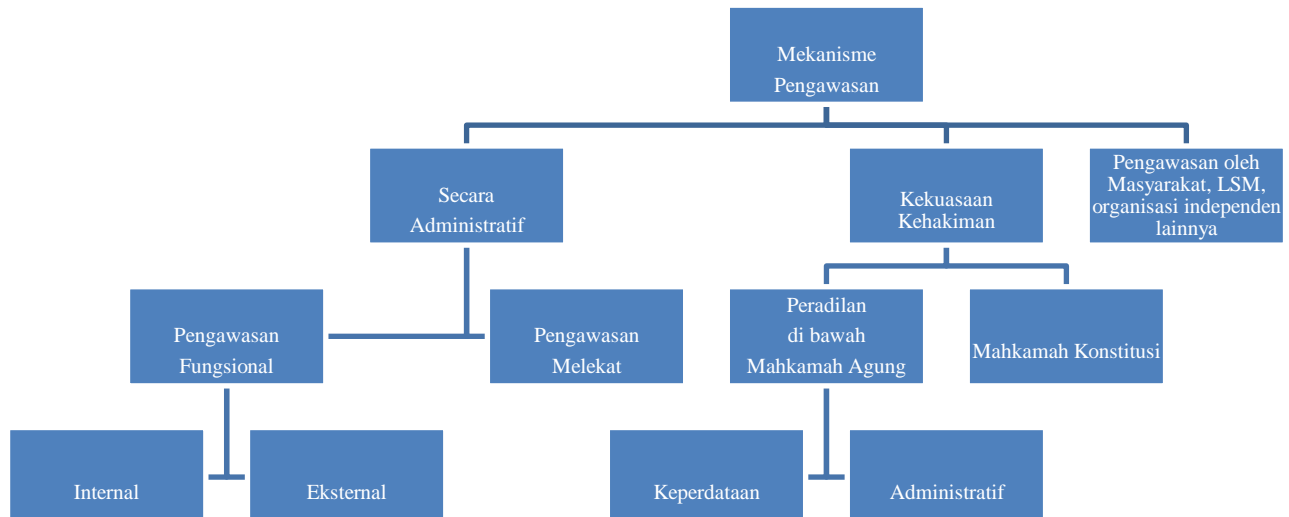 Mekanisme
Pengawasan
Secara
Administratif
Kekuasaan
Kehakiman
Pengawasan oleh
Masyarakat, LSM,
organisasi independen
lainnya
Pengawasan
Fungsional
Pengawasan
Melekat
Peradilan
di bawah
Mahkamah Agung
Mahkamah Konstitusi
Internal
Eksternal
Keperdataan
Administratif